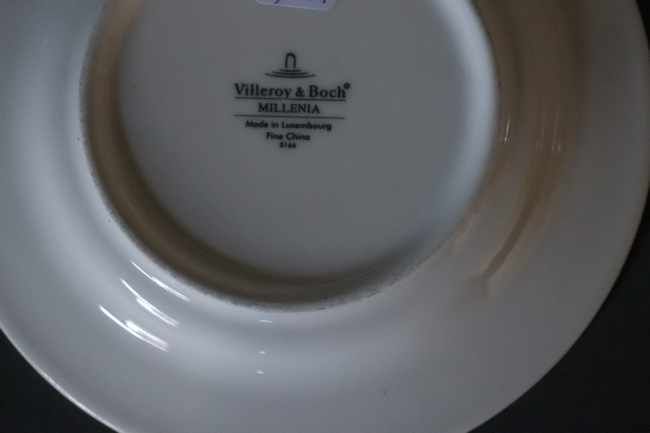 Villeroy & Boch®
MILLENIA
Made in Luxembourg
Fine China